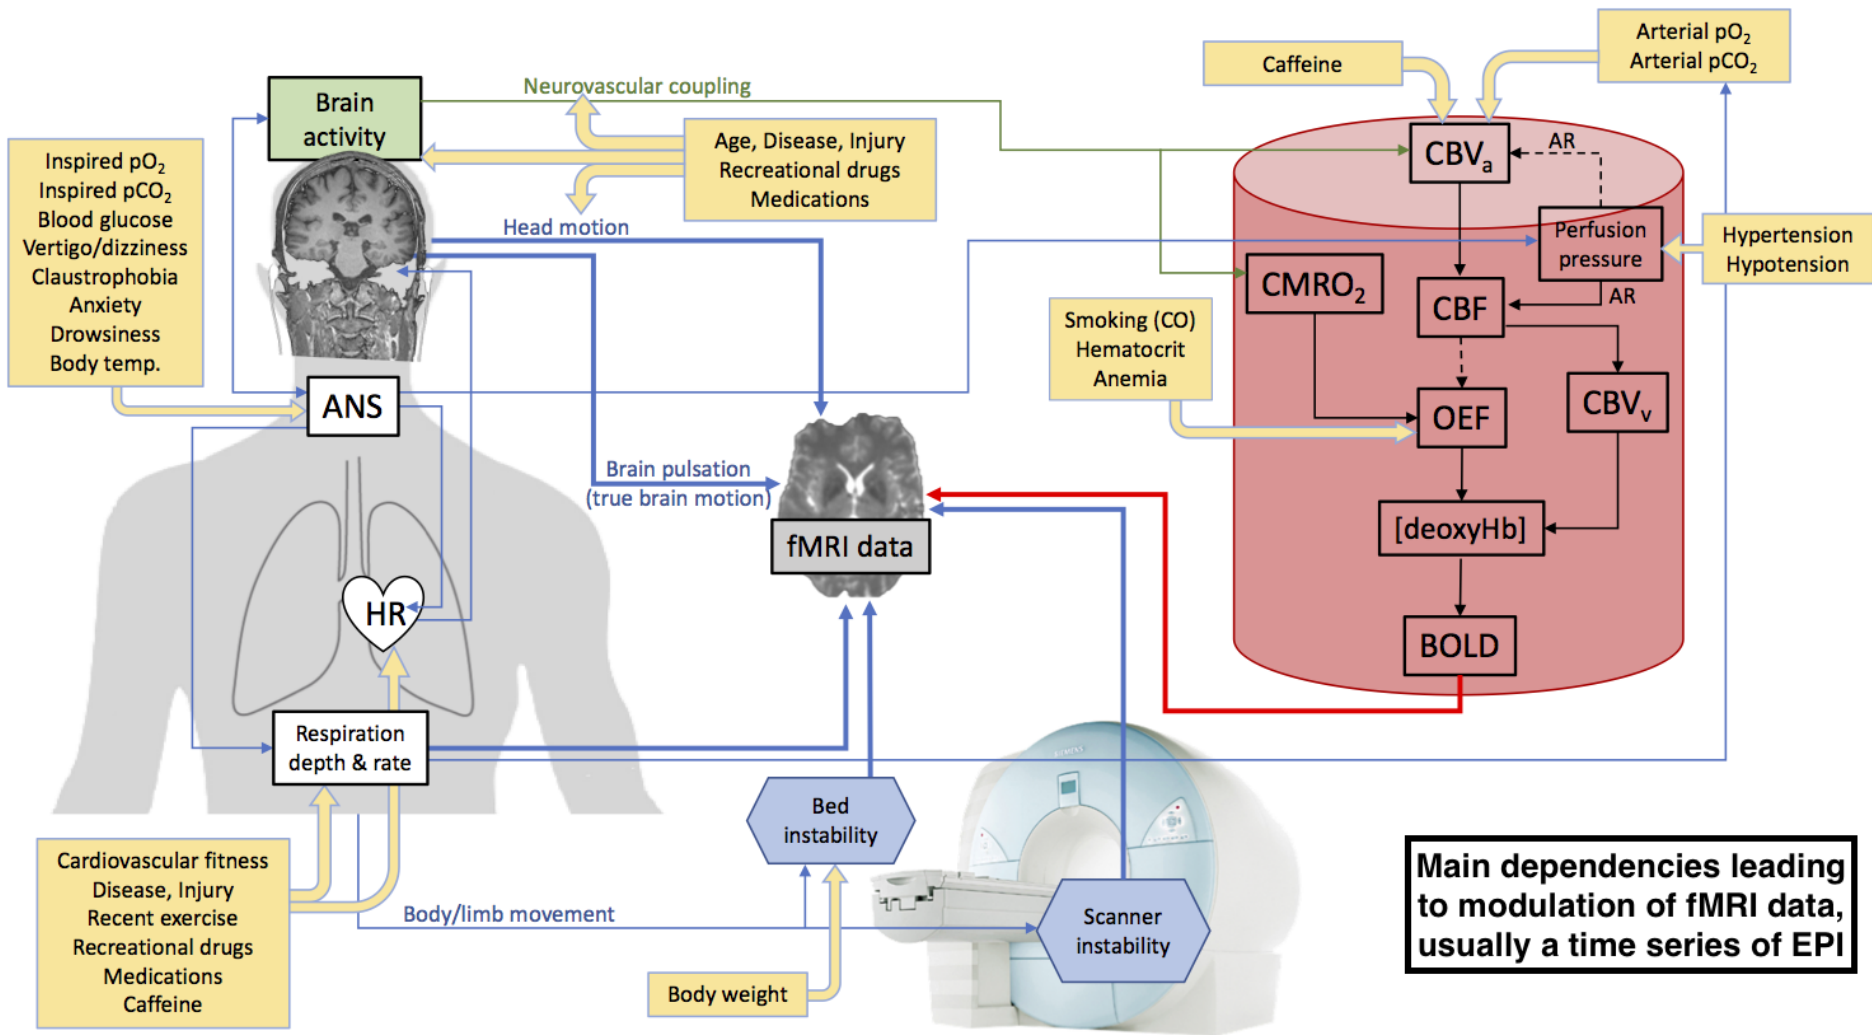 Brain
activity
Neurovascular coupling
Caffeine
Arterial pO₂
Arterial pCO₂
Inspired pO₂
Inspired pCO₂
Blood glucose
Vertigo/dizziness
Claustrophobia
Anxiety
Drowsiness
Body temp.
Age, Disease, Injury
Recreational drugs
Medications
Head motion
CBVₐ
AR
Perfusion
pressure
AR
Hypertension
Hypotension
CMRO₂
CBF
Smoking (CO)
Hematocrit
Anemia
OEF
CBVᵥ
ANS
Brain pulsation
(true brain motion)
fMRI data
[deoxyHb]
HR
BOLD
Respiration
depth & rate
SIEMENS
Bed
instability
Cardiovascular fitness
Disease, Injury
Recent exercise
Recreational drugs
Medications
Caffeine
Body/limb movement
Scanner
instability
Body weight
Main dependencies leading
to modulation of fMRI data,
usually a time series of EPI